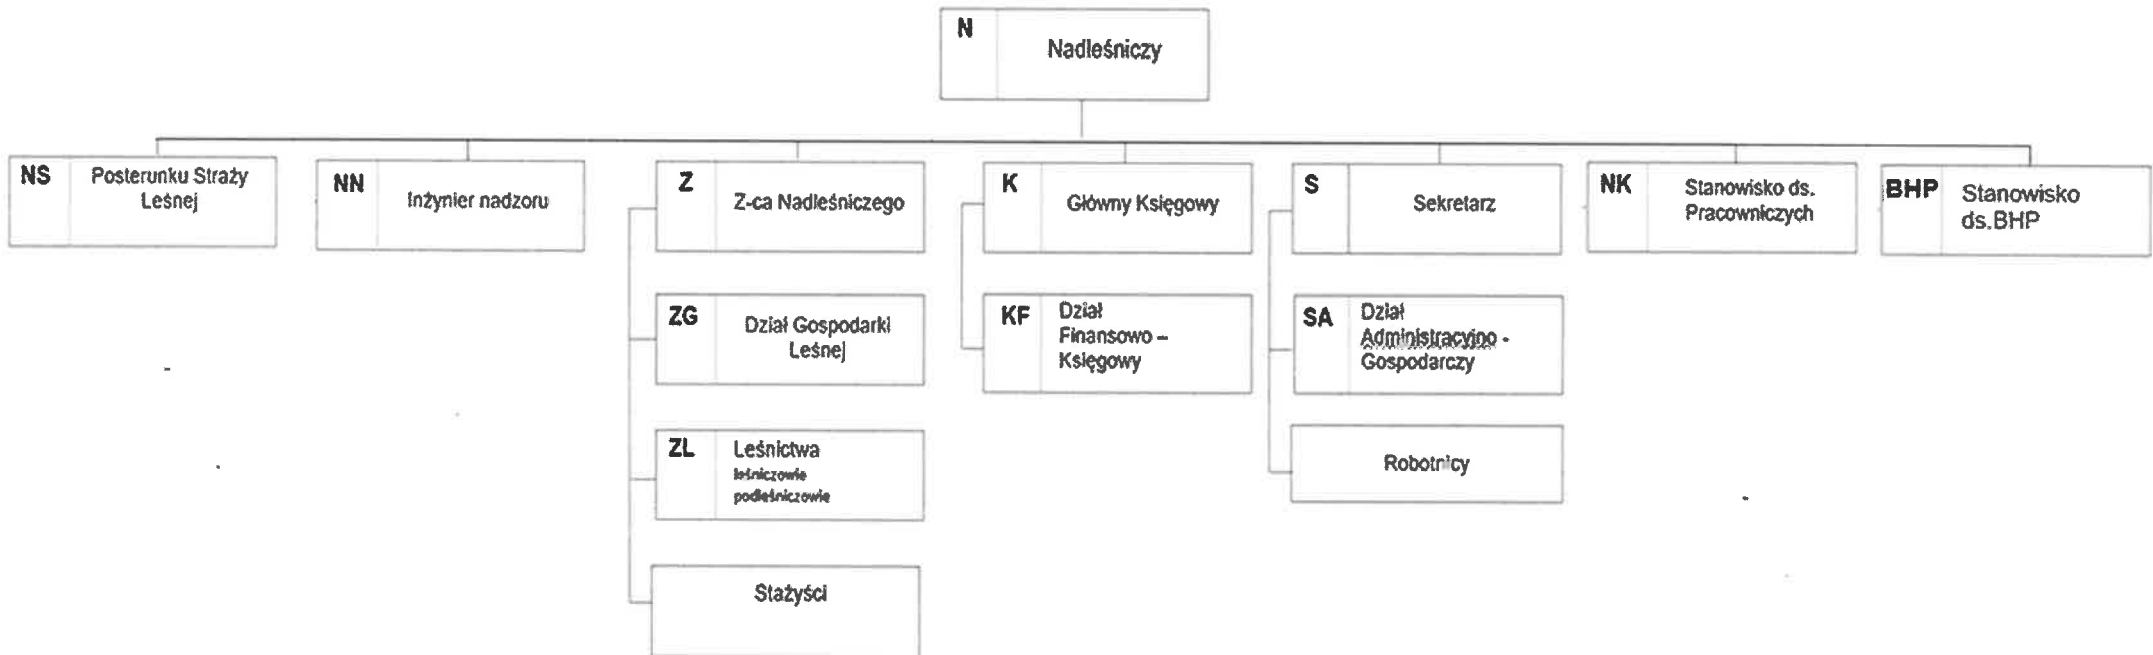 N
Nadleśniczy
NS
Posterunku Straży
Leśnej
NN
Inżynier nadzoru
Z
Z-ca Nadleśniczego
K
Główny Księgowy
S
Sekretarz
NK
Stanowisko ds.
Pracowniczych
BHP
Stanowisko
ds.BHP
ZG
Dział Gospodarki
Leśnej
KF
Dział
Finansowo –
Księgowy
SA
Dział
Administracyjno -
Gospodarczy
ZL
Leśnictwa
leśniczowie
podleśniczowie
Robotnicy
Stażyści